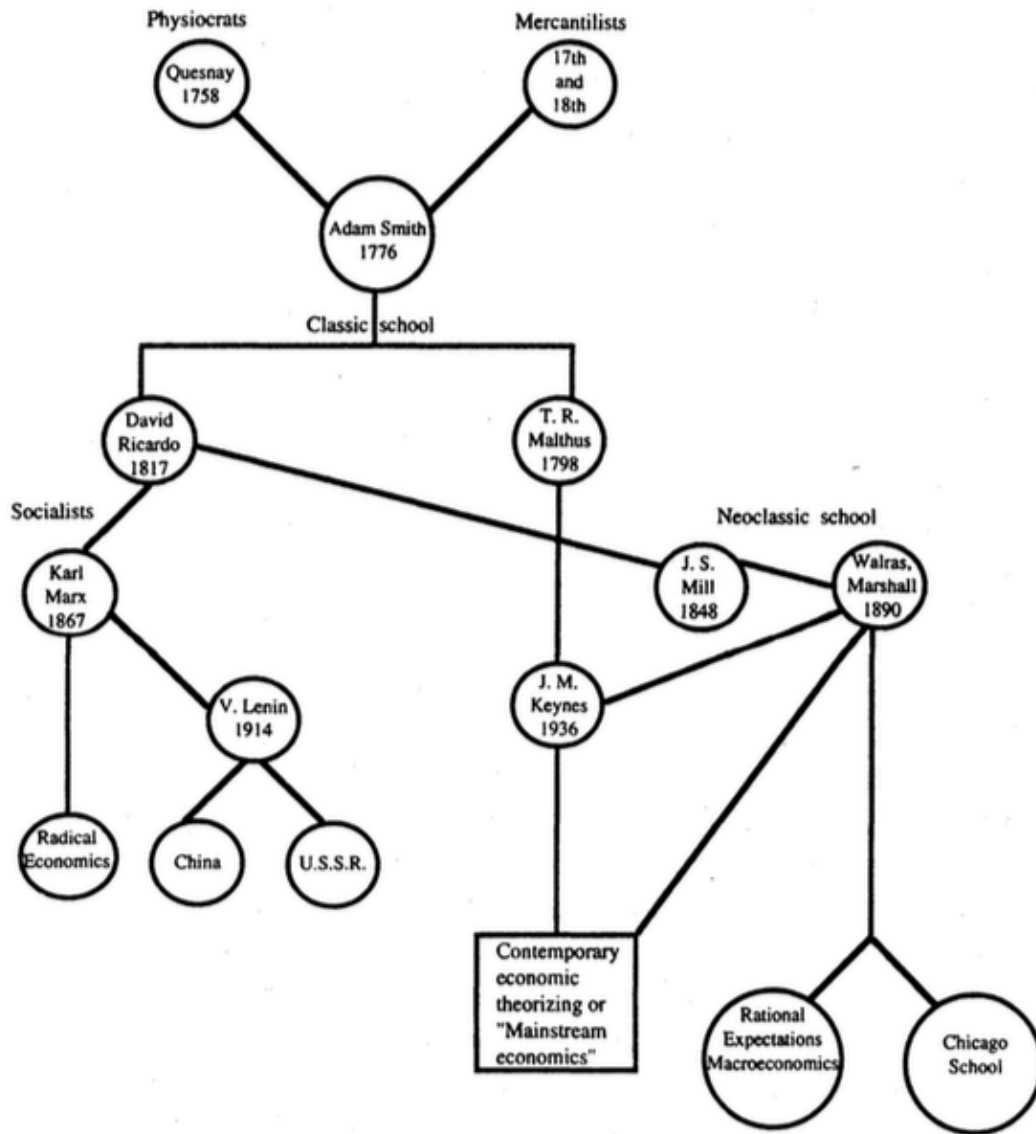 Physiocrats
Mercantilists
Quesnay
1758
17th
and
18th
Adam Smith
1776
Classic school
David
Ricardo
1817
T. R.
Malthus
1798
Socialists
Neoclassic school
Karl
Marx
1867
J. S.
Mill
1848
Walras,
Marshall
1890
V. Lenin
1914
J. M.
Keynes
1936
Radical
Economics
China
U.S.S.R.
Contemporary
economic
theorizing or
"Mainstream
economics"
Rational
Expectations
Macroeconomics
Chicago
School